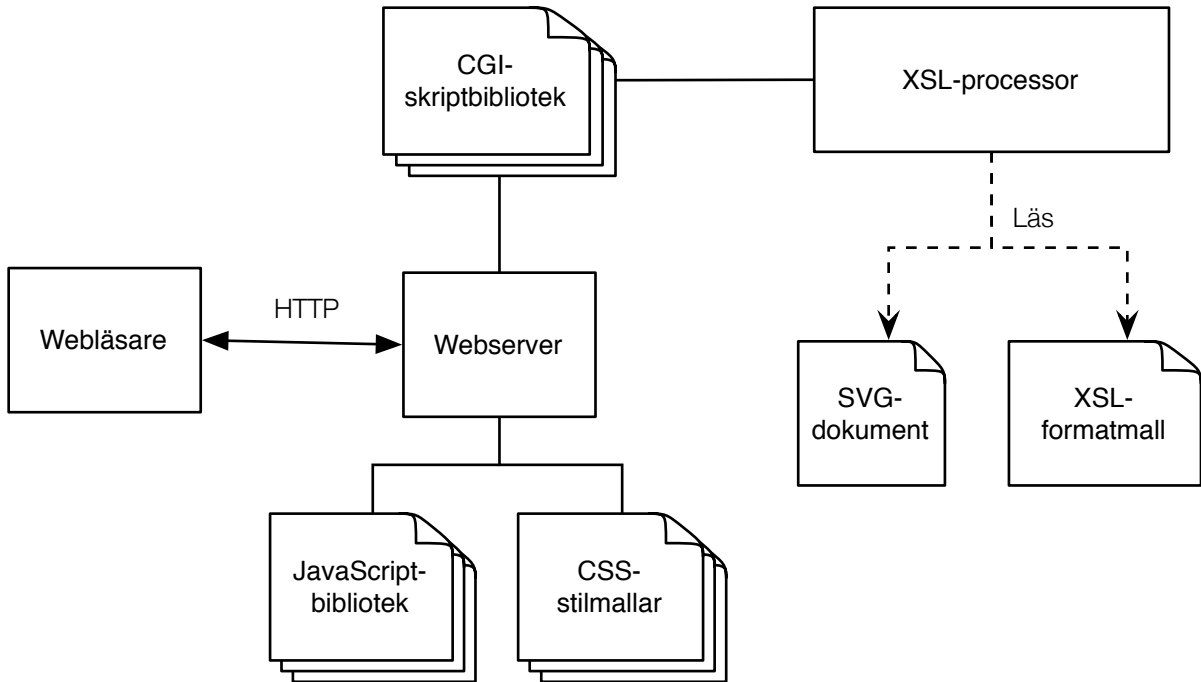 CGI-
skriptbibliotek
XSL-processor
Läs
Webläsare
HTTP
Webserver
SVG-
dokument
XSL-
formatmall
JavaScript-
bibliotek
CSS-
stilmallar